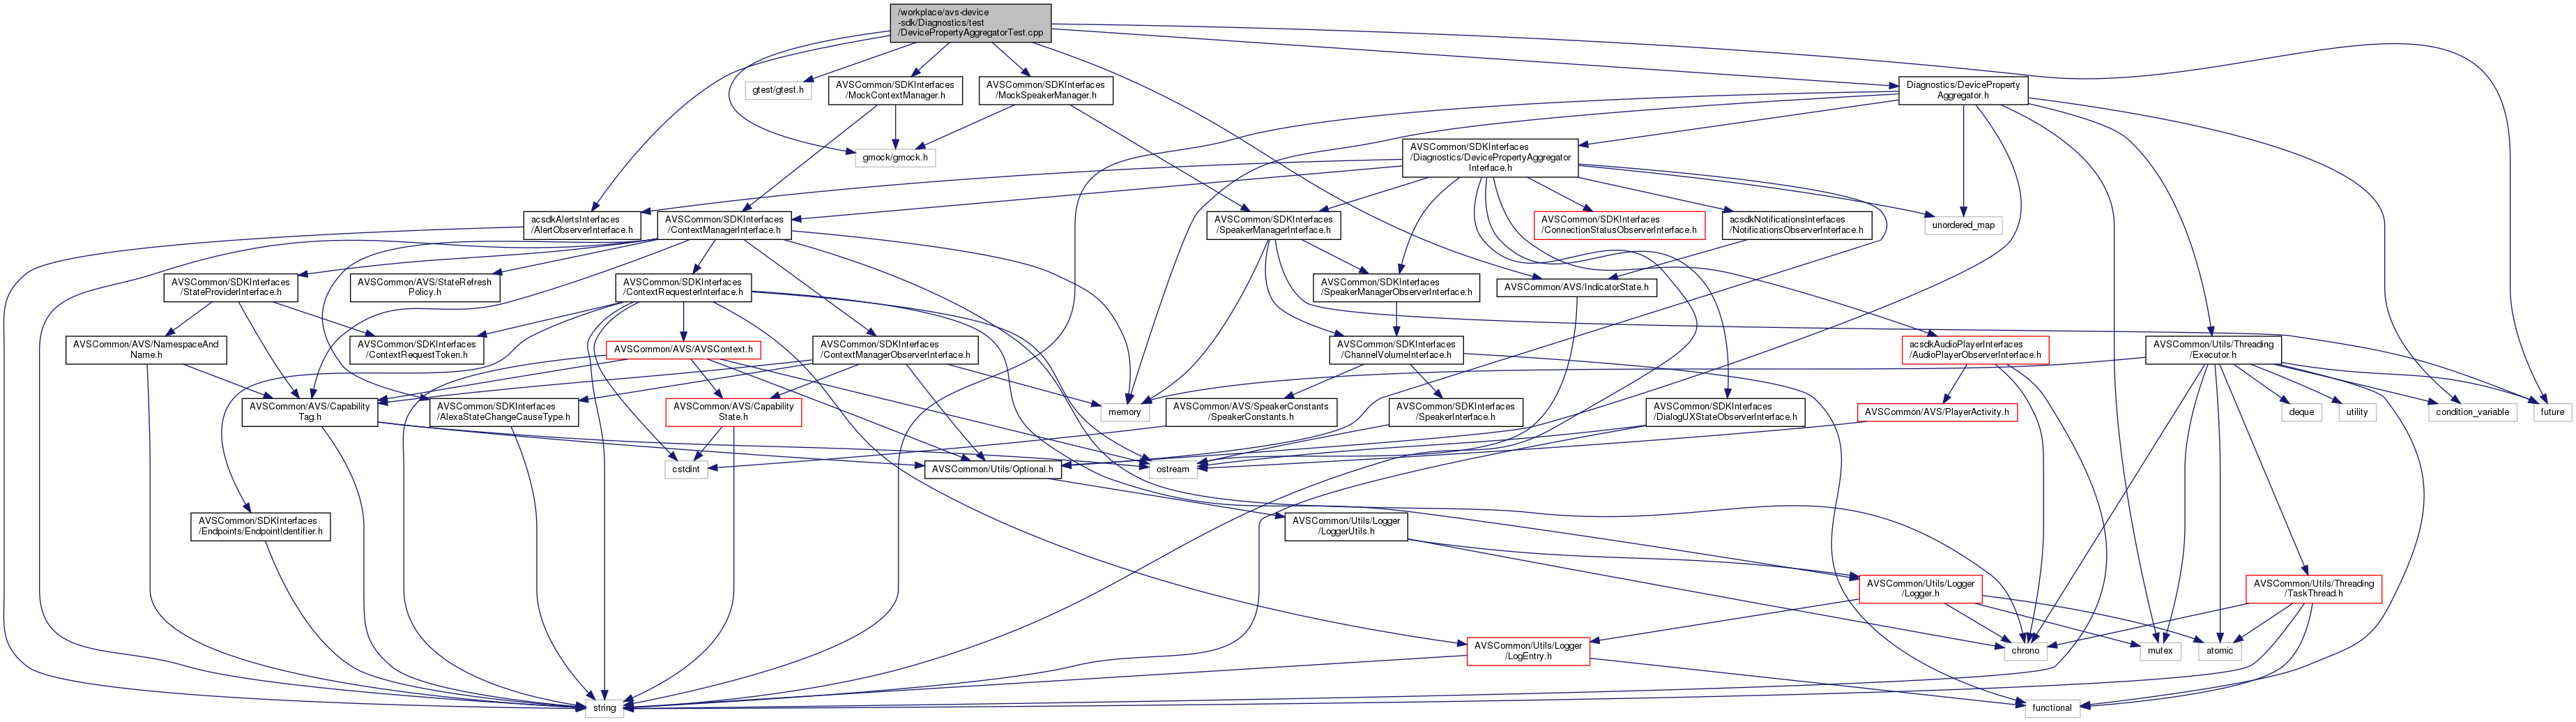 /workplace/avs-device
-sdk/Diagnostics/test
/DevicePropertyAggregatorTest.cpp
gtest/gtest.h
AVSCommon/SDKInterfaces
/MockContextManager.h
AVSCommon/SDKInterfaces
/MockSpeakerManager.h
Diagnostics/DeviceProperty
Aggregator.h
gmock/gmock.h
AVSCommon/SDKInterfaces
/Diagnostics/DevicePropertyAggregator
Interface.h
acsdkAlertsInterfaces
/AlertObserverInterface.h
AVSCommon/SDKInterfaces
/ContextManagerInterface.h
AVSCommon/SDKInterfaces
/SpeakerManagerInterface.h
AVSCommon/SDKInterfaces
/ConnectionStatusObserverInterface.h
acsdkNotificationsInterfaces
/NotificationsObserverInterface.h
unordered_map
AVSCommon/SDKInterfaces
/StateProviderInterface.h
AVSCommon/AVS/StateRefresh
Policy.h
AVSCommon/SDKInterfaces
/ContextRequesterInterface.h
AVSCommon/SDKInterfaces
/SpeakerManagerObserverInterface.h
AVSCommon/AVS/IndicatorState.h
AVSCommon/AVS/NamespaceAnd
Name.h
AVSCommon/SDKInterfaces
/ContextRequestToken.h
AVSCommon/AVS/AVSContext.h
AVSCommon/SDKInterfaces
/ContextManagerObserverInterface.h
AVSCommon/SDKInterfaces
/ChannelVolumeInterface.h
acsdkAudioPlayerInterfaces
/AudioPlayerObserverInterface.h
AVSCommon/Utils/Threading
/Executor.h
AVSCommon/AVS/Capability
Tag.h
AVSCommon/SDKInterfaces
/AlexaStateChangeCauseType.h
AVSCommon/AVS/Capability
State.h
memory
AVSCommon/AVS/SpeakerConstants
/SpeakerConstants.h
AVSCommon/SDKInterfaces
/SpeakerInterface.h
AVSCommon/SDKInterfaces
/DialogUXStateObserverInterface.h
AVSCommon/AVS/PlayerActivity.h
deque
utility
condition_variable
future
cstdint
AVSCommon/Utils/Optional.h
ostream
AVSCommon/SDKInterfaces
/Endpoints/EndpointIdentifier.h
AVSCommon/Utils/Logger
/LoggerUtils.h
AVSCommon/Utils/Logger
/Logger.h
AVSCommon/Utils/Threading
/TaskThread.h
AVSCommon/Utils/Logger
/LogEntry.h
chrono
mutex
atomic
string
functional